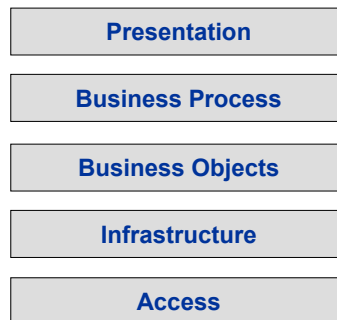 Presentation
Business Process
Business Objects
Infrastructure
Access